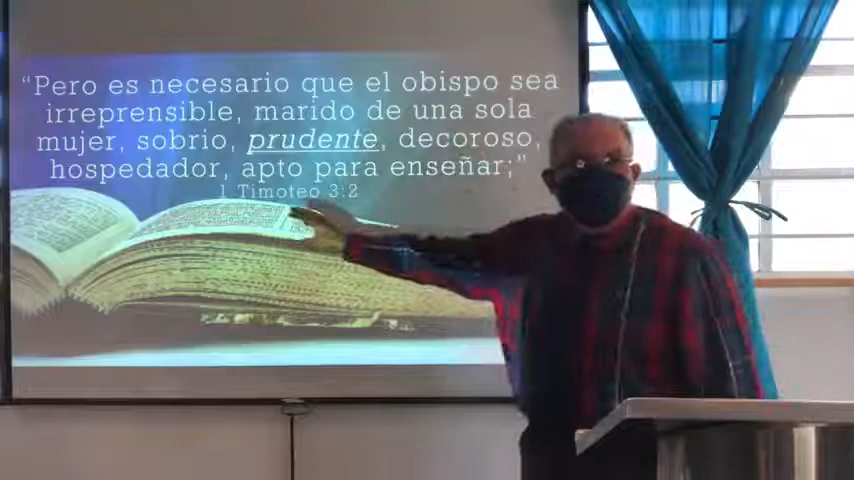 “Pero es necesario que el obispo sea
irreprensible, marido de una sola
mujer, sobrio, prudente, decoroso,
hospedador, apto para enseñar;”
1 Timoteo 3:2